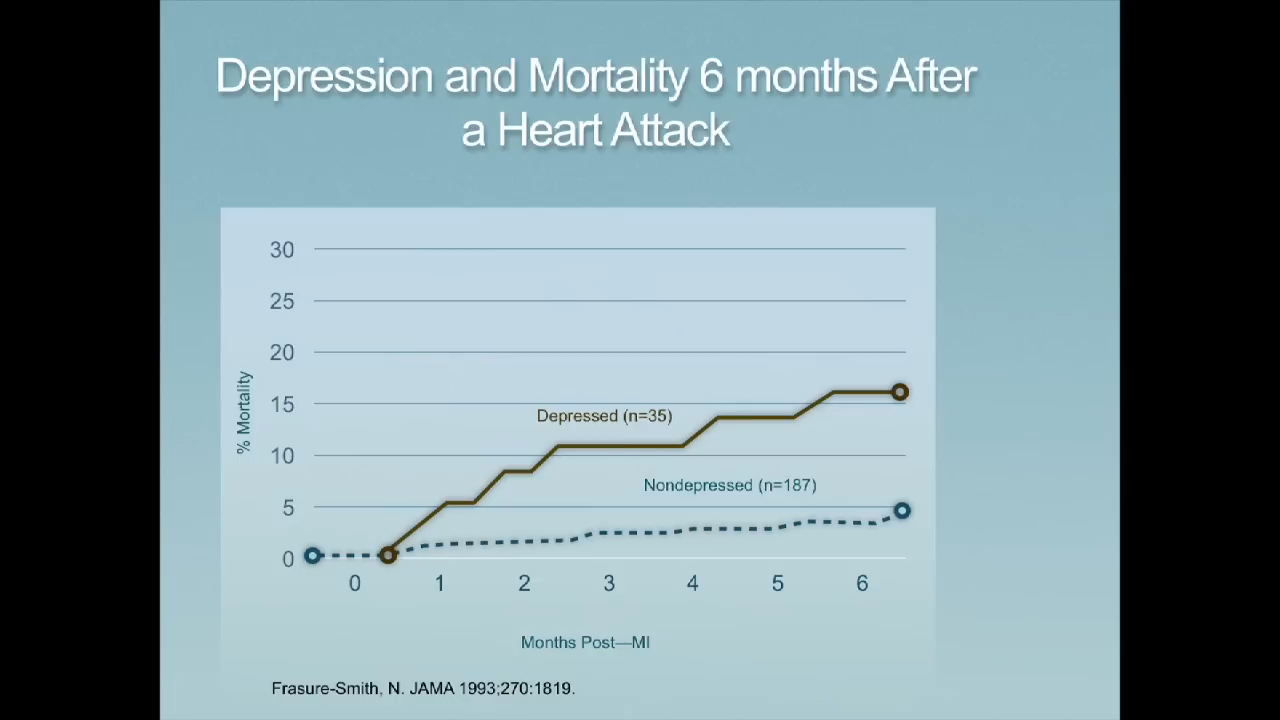 Depression and Mortality 6 months After
a Heart Attack
30
25
20
15
10
5
0
% Mortality
Depressed (n=35)
Nondepressed (n=187)
0 1 2 3 4 5 6
Months Post—MI
Frasure-Smith, N. JAMA 1993;270:1819.